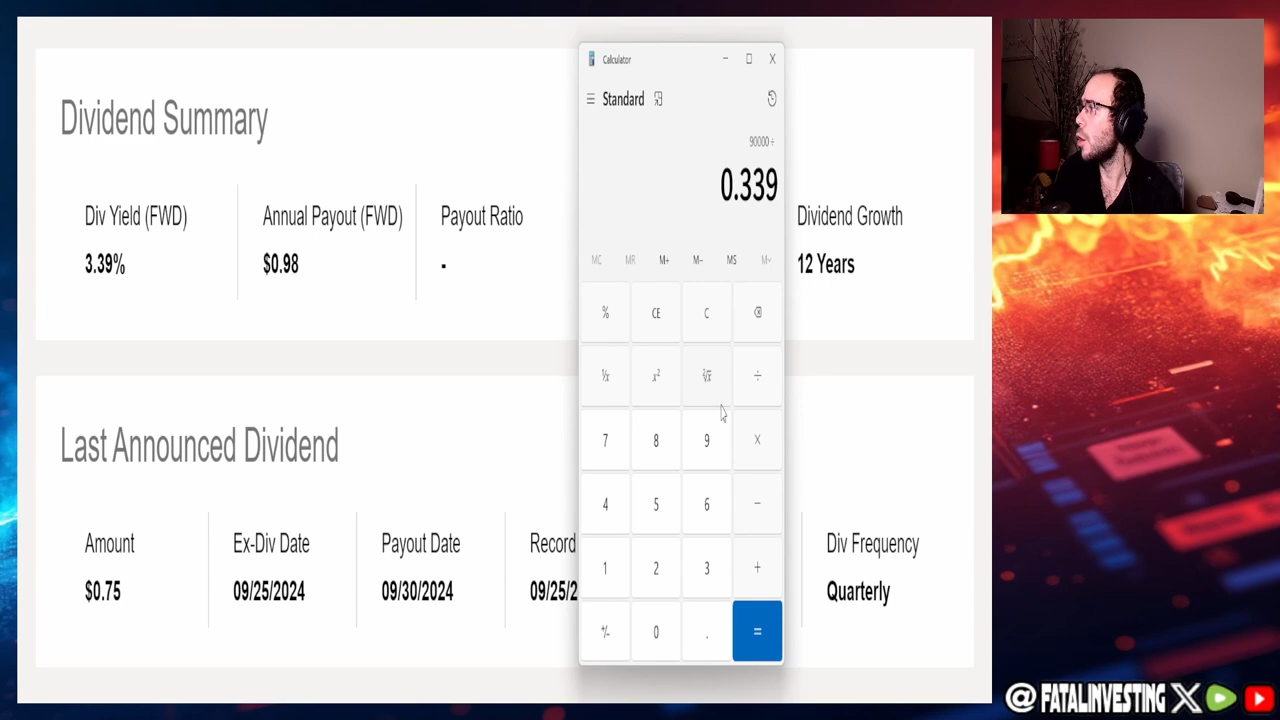 Dividend Summary
Div Yield (FWD)
3.39%
Annual Payout (FWD)
$0.98
Payout Ratio
-
Dividend Growth
12 Years
Last Announced Dividend
Amount
$0.75
Ex-Div Date
09/25/2024
Payout Date
09/30/2024
Record
09/25/2
Div Frequency
Quarterly
Calculator
Standard
90000 ÷
0.339
MC MR M+ M- MS M
% CE C
1/x x² ²√x ÷
7 8 9 ×
4 5 6 −
1 2 3 +
+/- 0 . =
@FATALINVESTING X